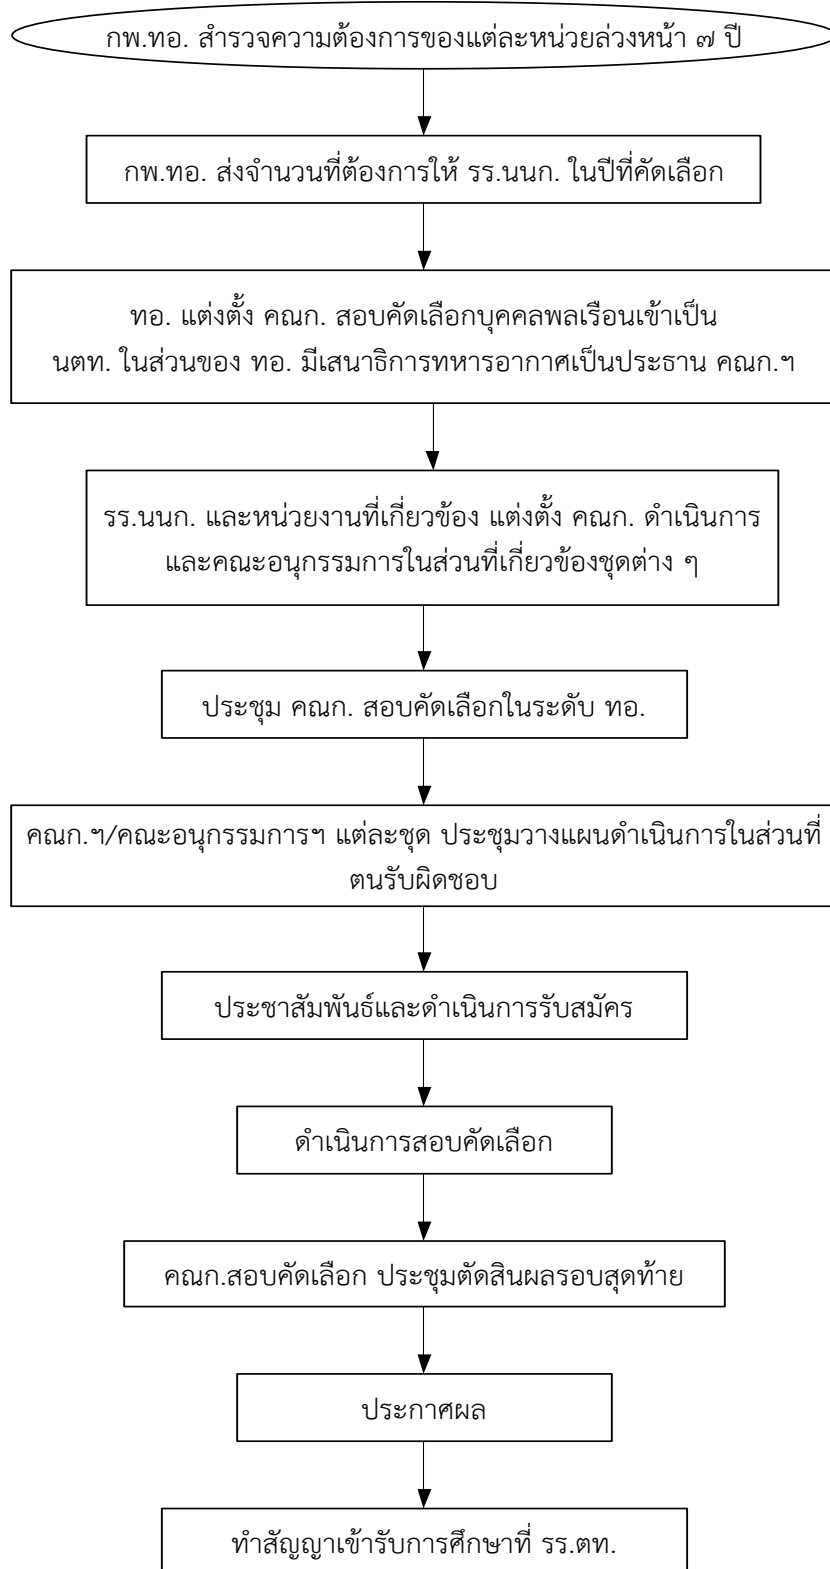 กพ.ทอ. สำรวจความต้องการของแต่ละหน่วยล่วงหน้า ๗ ปี
กพ.ทอ. ส่งจำนวนที่ต้องการให้ รร.นนก. ในปีที่คัดเลือก
ทอ. แต่งตั้ง คณก. สอบคัดเลือกบุคคลพลเรือนเข้าเป็น
นตท. ในส่วนของ ทอ. มีเสนาธิการทหารอากาศเป็นประธาน คณก.ฯ
รร.นนก. และหน่วยงานที่เกี่ยวข้อง แต่งตั้ง คณก. ดำเนินการ
และคณะอนุกรรมการในส่วนที่เกี่ยวข้องชุดต่าง ๆ
ประชุม คณก. สอบคัดเลือกในระดับ ทอ.
คณก.ฯ/คณะอนุกรรมการฯ แต่ละชุด ประชุมวางแผนดำเนินการในส่วนที่
ตนรับผิดชอบ
ประชาสัมพันธ์และดำเนินการรับสมัคร
ดำเนินการสอบคัดเลือก
คณก.สอบคัดเลือก ประชุมตัดสินผลรอบสุดท้าย
ประกาศผล
ทำสัญญาเข้ารับการศึกษาที่ รร.ตท.